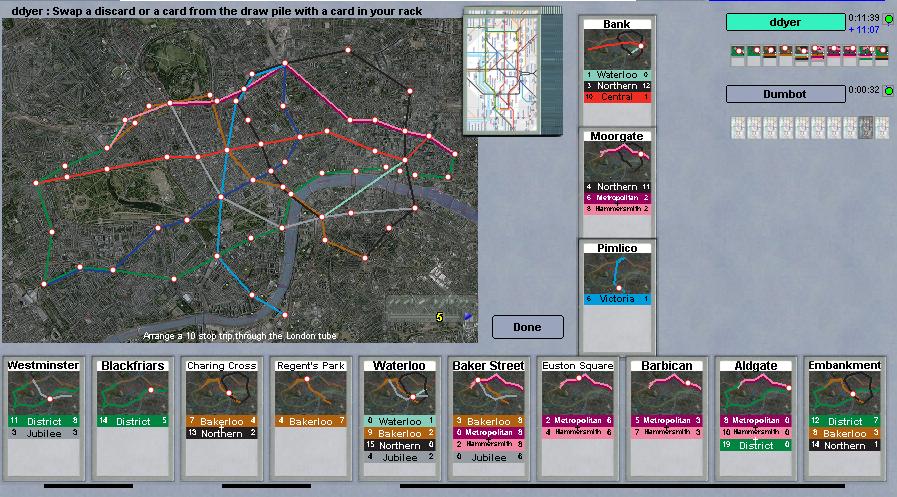 ddyer : Swap a discard or a card from the draw pile with a card in your rack
ddyer
0:11:39
+ 11:07
Dumbot
0:00:32
Bank
1 Waterloo 0
3 Northern 12
10 Central 1
Moorgate
4 Northern 11
6 Metropolitan 2
8 Hammersmith 2
Pimlico
6 Victoria 1
5
Arrange a 10 stop trip through the London tube
Done
Westminster
11 District 8
3 Jubilee 3
Blackfriars
14 District 5
Charing Cross
7 Bakerloo 4
13 Northern 2
Regent's Park
4 Bakerloo 7
Waterloo
0 Waterloo 1
9 Bakerloo 2
15 Northern 0
4 Jubilee 2
Baker Street
3 Bakerloo 8
0 Metropolitan 8
2 Hammersmith 8
0 Jubilee 6
Euston Square
2 Metropolitan 6
4 Hammersmith 6
Barbican
5 Metropolitan 3
7 Hammersmith 3
Aldgate
8 Metropolitan 0
10 Hammersmith 0
19 District 0
Embankment
12 District 7
8 Bakerloo 3
14 Northern 1